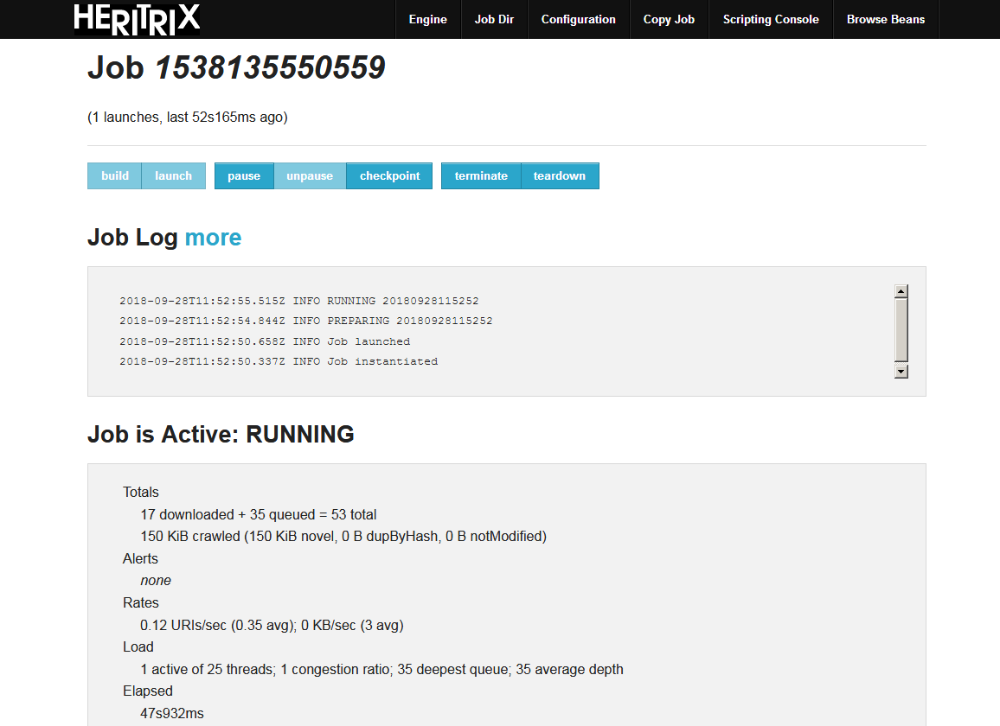 HERITRIX
Engine Job Dir Configuration Copy Job Scripting Console Browse Beans
Job 1538135550559
(1 launches, last 52s165ms ago)
build launch pause unpause checkpoint terminate teardown
Job Log more
2018-09-28T11:52:55.515Z INFO RUNNING 20180928115252
2018-09-28T11:52:54.844Z INFO PREPARING 20180928115252
2018-09-28T11:52:50.658Z INFO Job launched
2018-09-28T11:52:50.337Z INFO Job instantiated
Job is Active: RUNNING
Totals
17 downloaded + 35 queued = 53 total
150 KiB crawled (150 KiB novel, 0 B dupByHash, 0 B notModified)
Alerts
none
Rates
0.12 URIs/sec (0.35 avg); 0 KB/sec (3 avg)
Load
1 active of 25 threads; 1 congestion ratio; 35 deepest queue; 35 average depth
Elapsed
47s932ms